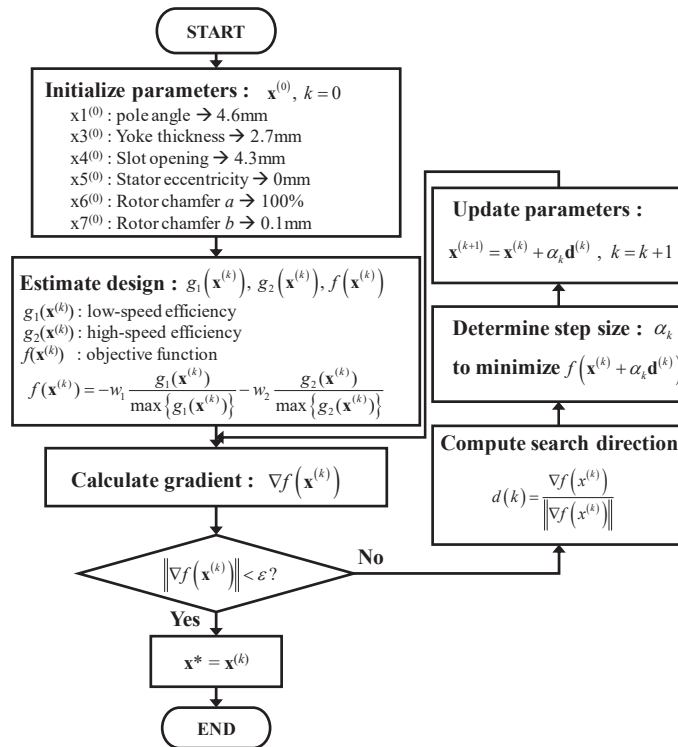 START
Initialize parameters : x^(0), k = 0
x1^(0) : pole angle → 4.6mm
x3^(0) : Yoke thickness → 2.7mm
x4^(0) : Slot opening → 4.3mm
x5^(0) : Stator eccentricity → 0mm
x6^(0) : Rotor chamfer a → 100%
x7^(0) : Rotor chamfer b → 0.1mm
Estimate design : g₁(x^(k)), g₂(x^(k)), f(x^(k))
g₁(x^(k)) : low-speed efficiency
g₂(x^(k)) : high-speed efficiency
f(x^(k)) : objective function
f(x^(k)) = −w₁ g₁(x^(k)) / max{g₁(x^(k))} − w₂ g₂(x^(k)) / max{g₂(x^(k))}
Calculate gradient : ∇f(x^(k))
‖∇f(x^(k))‖ < ε?
No
Yes
x* = x^(k)
END
Compute search direction
d(k) = ∇f(x^(k)) / ‖∇f(x^(k))‖
Determine step size : α_k
to minimize f(x^(k) + α_k d^(k))
Update parameters :
x^(k+1) = x^(k) + α_k d^(k) , k = k + 1